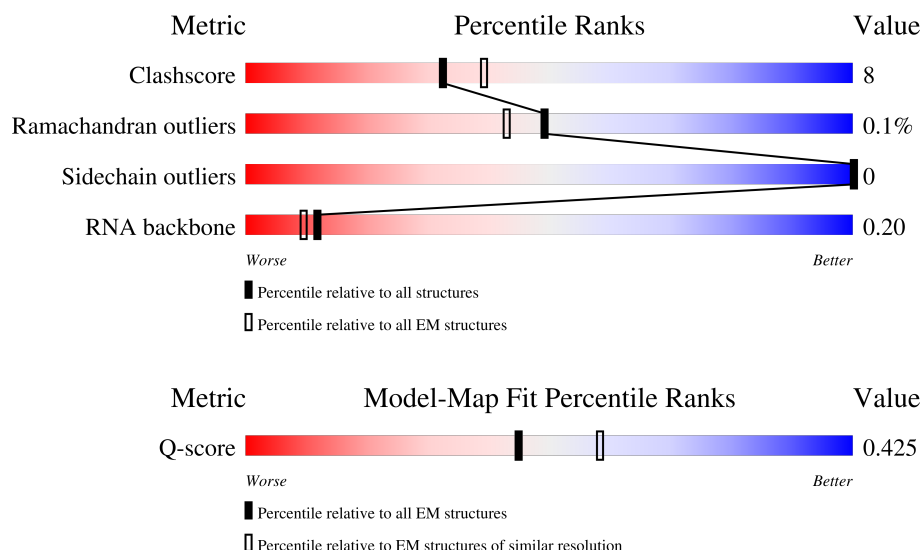 Metric Percentile Ranks Value
Clashscore 8
Ramachandran outliers 0.1%
Sidechain outliers 0
RNA backbone 0.20
Worse Better
Percentile relative to all structures
Percentile relative to all EM structures
Metric Model-Map Fit Percentile Ranks Value
Q-score 0.425
Worse Better
Percentile relative to all EM structures
Percentile relative to EM structures of similar resolution